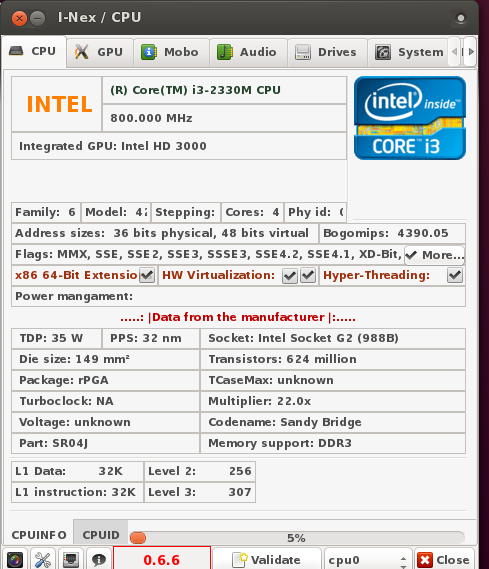 I-Nex / CPU
CPU GPU Mobo Audio Drives System
INTEL
(R) Core(TM) i3-2330M CPU
800.000 MHz
Integrated GPU: Intel HD 3000
intel inside™
CORE™ i3
Family: 6 Model: 42 Stepping: Cores: 4 Phy id:
Address sizes: 36 bits physical, 48 bits virtual Bogomips: 4390.05
Flags: MMX, SSE, SSE2, SSE3, SSSE3, SSE4.2, SSE4.1, XD-Bit, More...
x86 64-Bit Extensio HW Virtualization: Hyper-Threading:
Power mangament:
.....: |Data from the manufacturer |:.....
TDP: 35 W PPS: 32 nm Socket: Intel Socket G2 (988B)
Die size: 149 mm² Transistors: 624 million
Package: rPGA TCaseMax: unknown
Turboclock: NA Multiplier: 22.0x
Voltage: unknown Codename: Sandy Bridge
Part: SR04J Memory support: DDR3
L1 Data: 32K Level 2: 256
L1 instruction: 32K Level 3: 307
CPUINFO CPUID 5%
0.6.6 Validate cpu0 Close